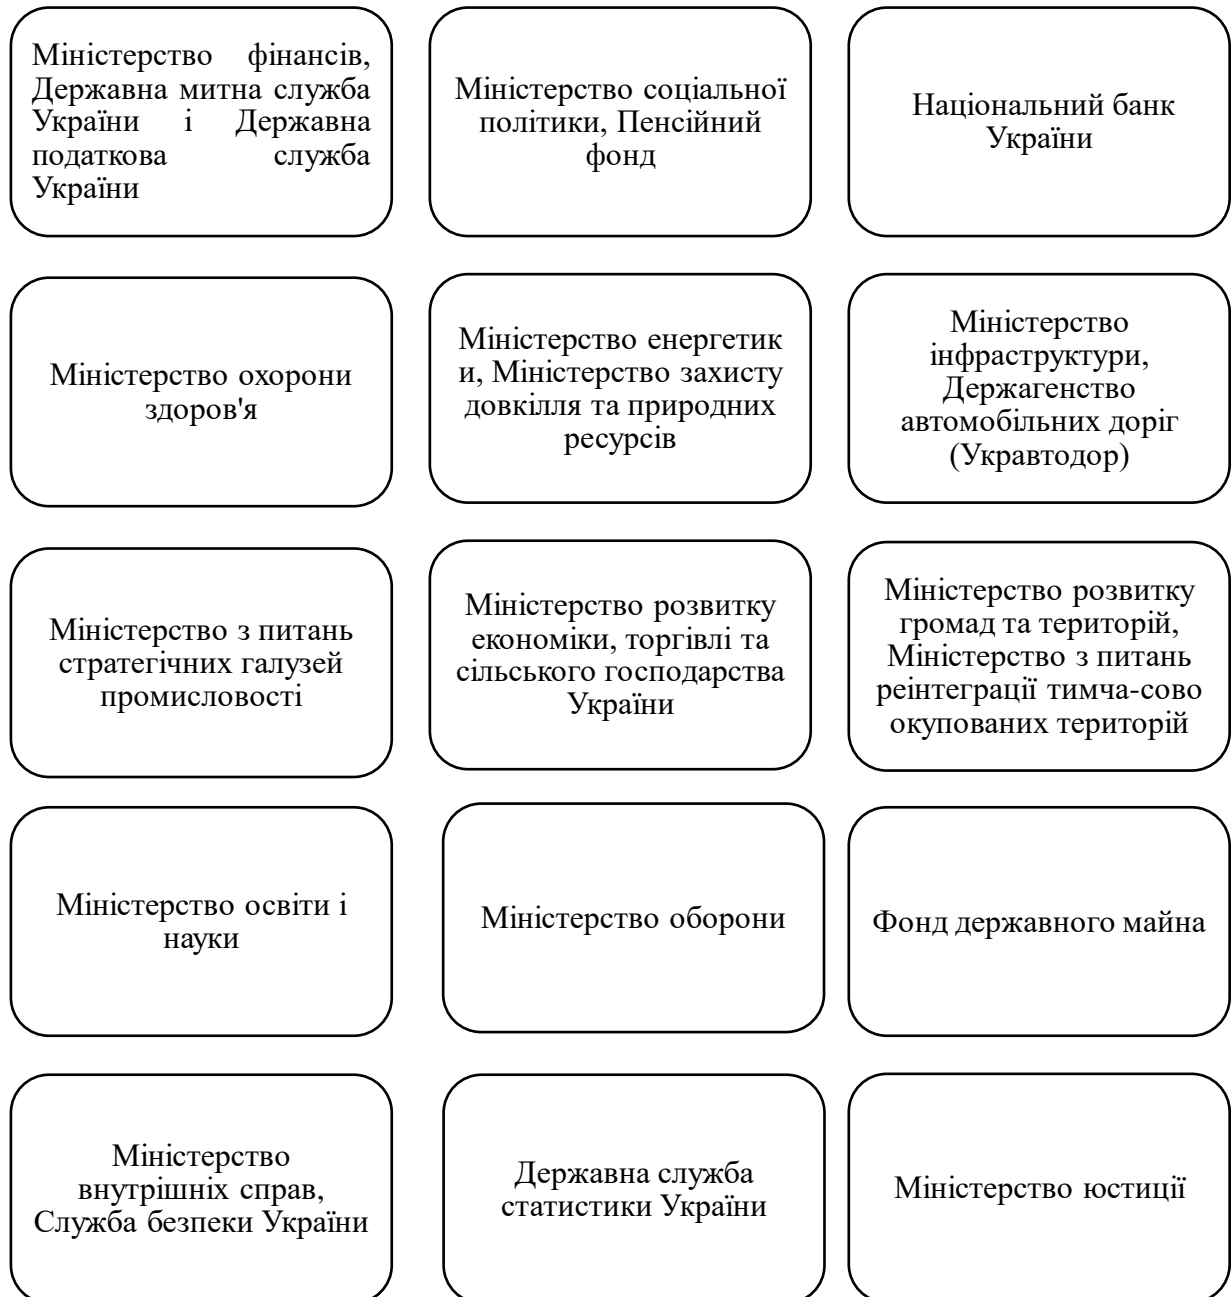 Міністерство фінансів,
Державна митна служба
України і Державна
податкова служба
України
Міністерство соціальної
політики, Пенсійний
фонд
Національний банк
України
Міністерство охорони
здоров'я
Міністерство енергетик
и, Міністерство захисту
довкілля та природних
ресурсів
Міністерство
інфраструктури,
Держагенство
автомобільних доріг
(Укравтодор)
Міністерство з питань
стратегічних галузей
промисловості
Міністерство розвитку
економіки, торгівлі та
сільського господарства
України
Міністерство розвитку
громад та територій,
Міністерство з питань
реінтеграції тимча-сово
окупованих територій
Міністерство освіти і
науки
Міністерство оборони
Фонд державного майна
Міністерство
внутрішніх справ,
Служба безпеки України
Державна служба
статистики України
Міністерство юстиції